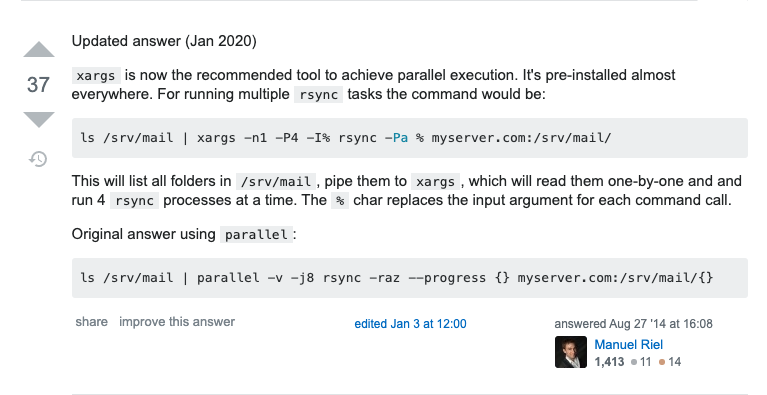 Updated answer (Jan 2020)
37
xargs is now the recommended tool to achieve parallel execution. It's pre-installed almost
everywhere. For running multiple rsync tasks the command would be:
ls /srv/mail | xargs -n1 -P4 -I% rsync -Pa % myserver.com:/srv/mail/
This will list all folders in /srv/mail, pipe them to xargs, which will read them one-by-one and and
run 4 rsync processes at a time. The % char replaces the input argument for each command call.
Original answer using parallel:
ls /srv/mail | parallel -v -j8 rsync -raz --progress {} myserver.com:/srv/mail/{}
share improve this answer
edited Jan 3 at 12:00
answered Aug 27 '14 at 16:08
Manuel Riel
1,413 11 14